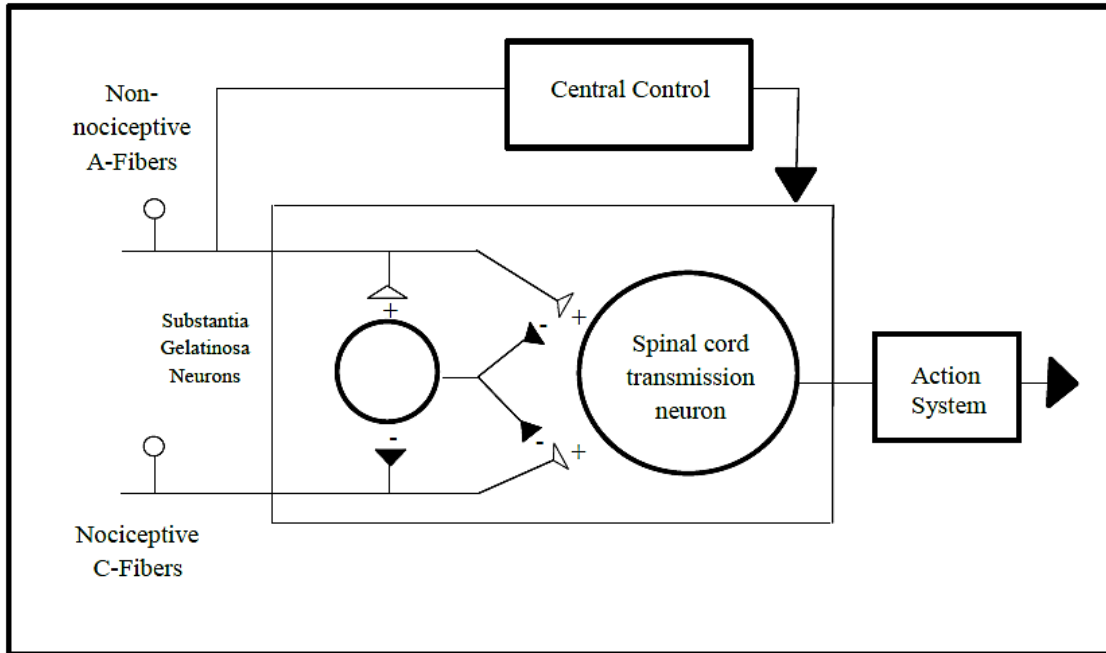 Central Control
Non-
nociceptive
A-Fibers
Substantia
Gelatinosa
Neurons
+
-
+
Spinal cord
transmission
neuron
Action
System
-
-
+
Nociceptive
C-Fibers